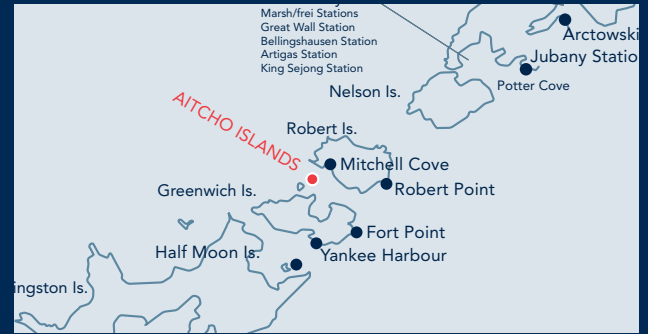 Marsh/frei Stations
Great Wall Station
Bellingshausen Station
Artigas Station
King Sejong Station
Arctowski
Jubany Statio
Potter Cove
Nelson Is.
AITCHO ISLANDS
Robert Is.
Mitchell Cove
Robert Point
Greenwich Is.
Fort Point
Half Moon Is.
Yankee Harbour
ingston Is.